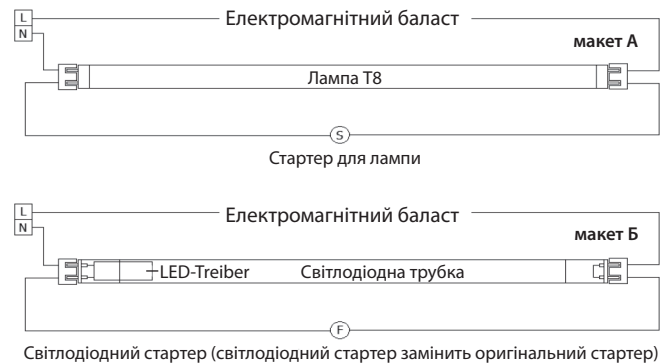 L
Електромагнітний баласт
N
макет А
Лампа Т8
S
Стартер для лампи
L
Електромагнітний баласт
N
макет Б
LED-Treiber Світлодіодна трубка
F
Світлодіодний стартер (світлодіодний стартер замінить оригінальний стартер)